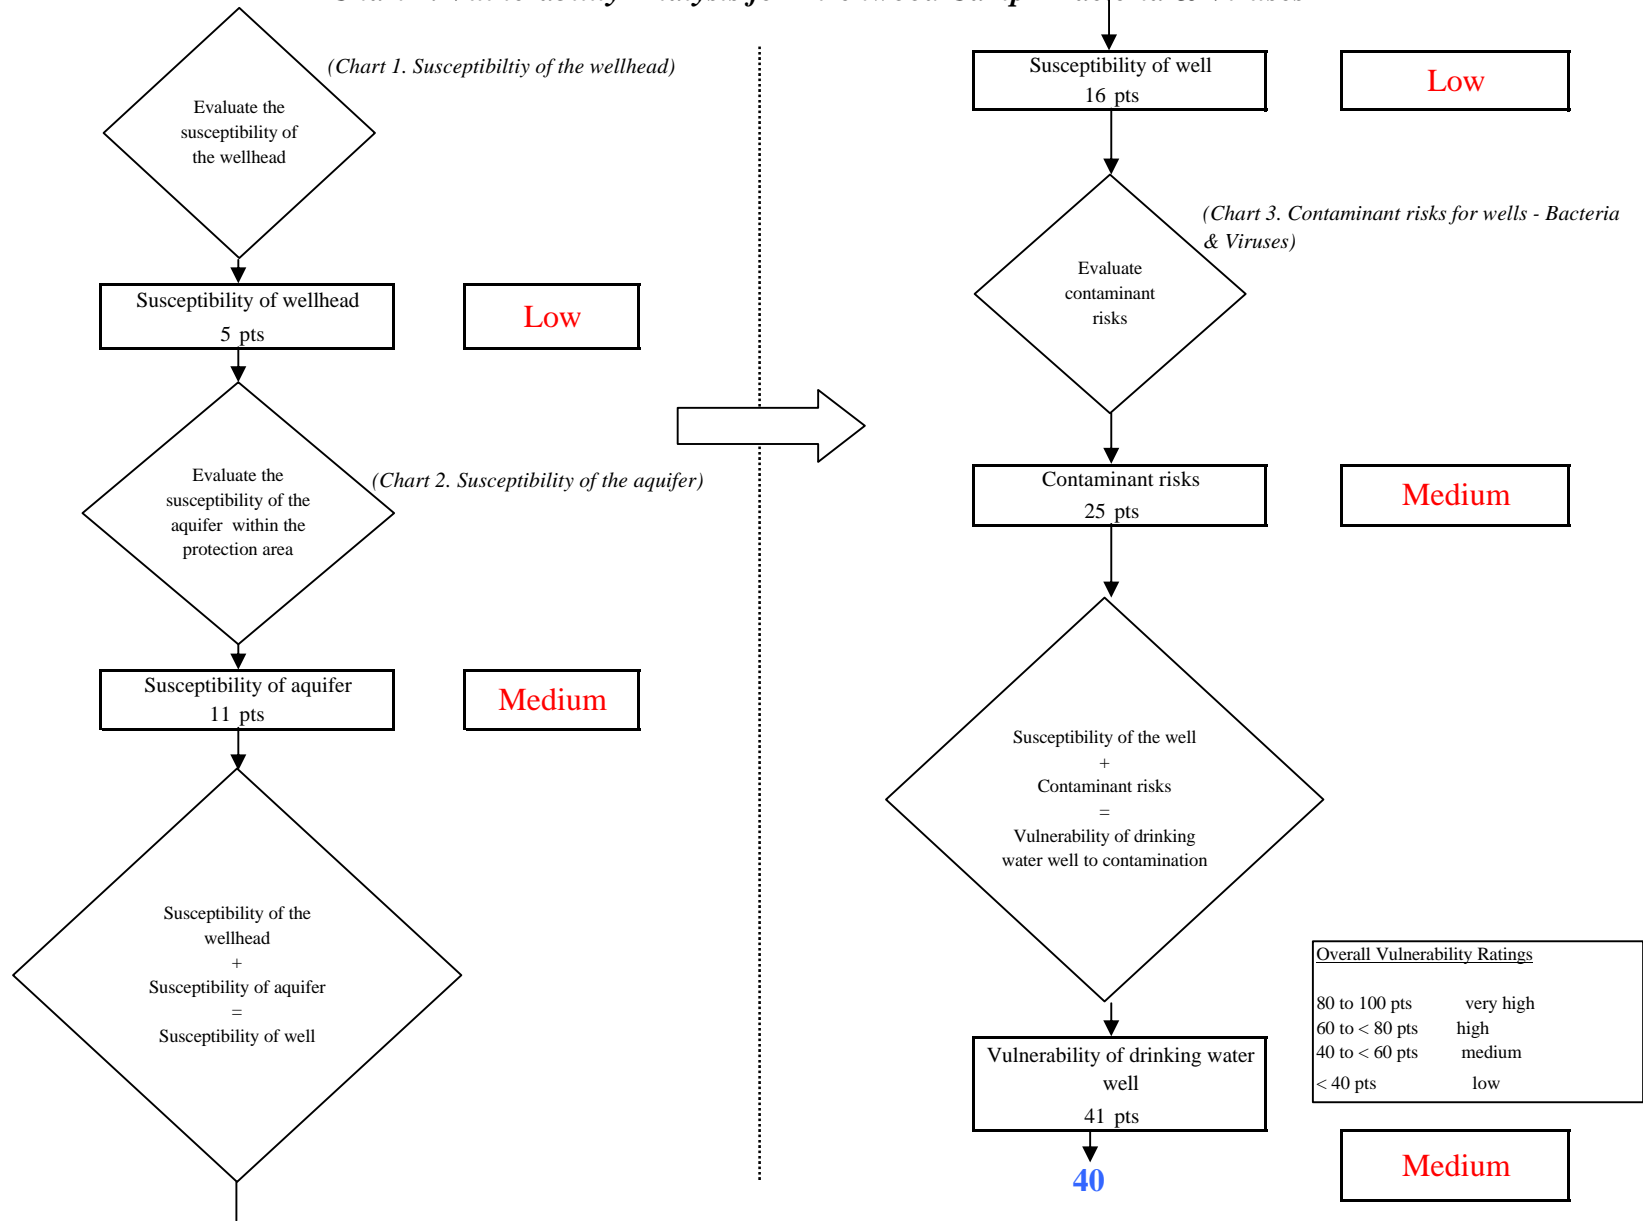 (Chart 1. Susceptibiltiy of the wellhead)
Evaluate the
susceptibility of
the wellhead
Susceptibility of wellhead
5 pts
Low
(Chart 2. Susceptibility of the aquifer)
Evaluate the
susceptibility of the
aquifer within the
protection area
Susceptibility of aquifer
11 pts
Medium
Susceptibility of the
wellhead
+
Susceptibility of aquifer
=
Susceptibility of well
Susceptibility of well
16 pts
Low
(Chart 3. Contaminant risks for wells - Bacteria
& Viruses)
Evaluate
contaminant
risks
Contaminant risks
25 pts
Medium
Susceptibility of the well
+
Contaminant risks
=
Vulnerability of drinking
water well to contamination
Overall Vulnerability Ratings
80 to 100 pts very high
60 to < 80 pts high
40 to < 60 pts medium
< 40 pts low
Vulnerability of drinking water
well
41 pts
40
Medium